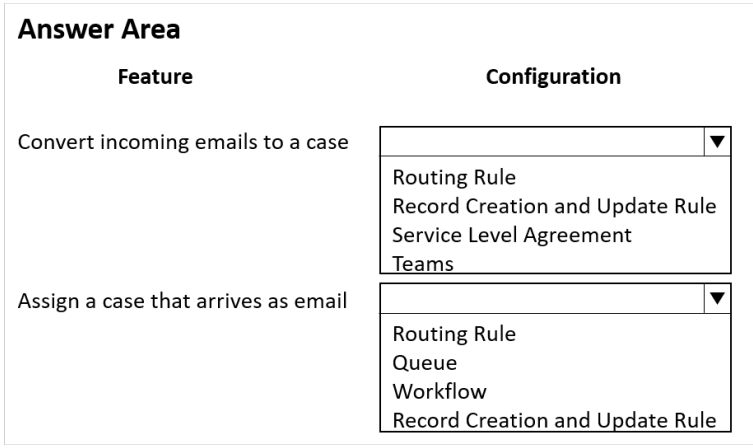 Answer Area
Feature Configuration
Convert incoming emails to a case
Routing Rule
Record Creation and Update Rule
Service Level Agreement
Teams
Assign a case that arrives as email
Routing Rule
Queue
Workflow
Record Creation and Update Rule